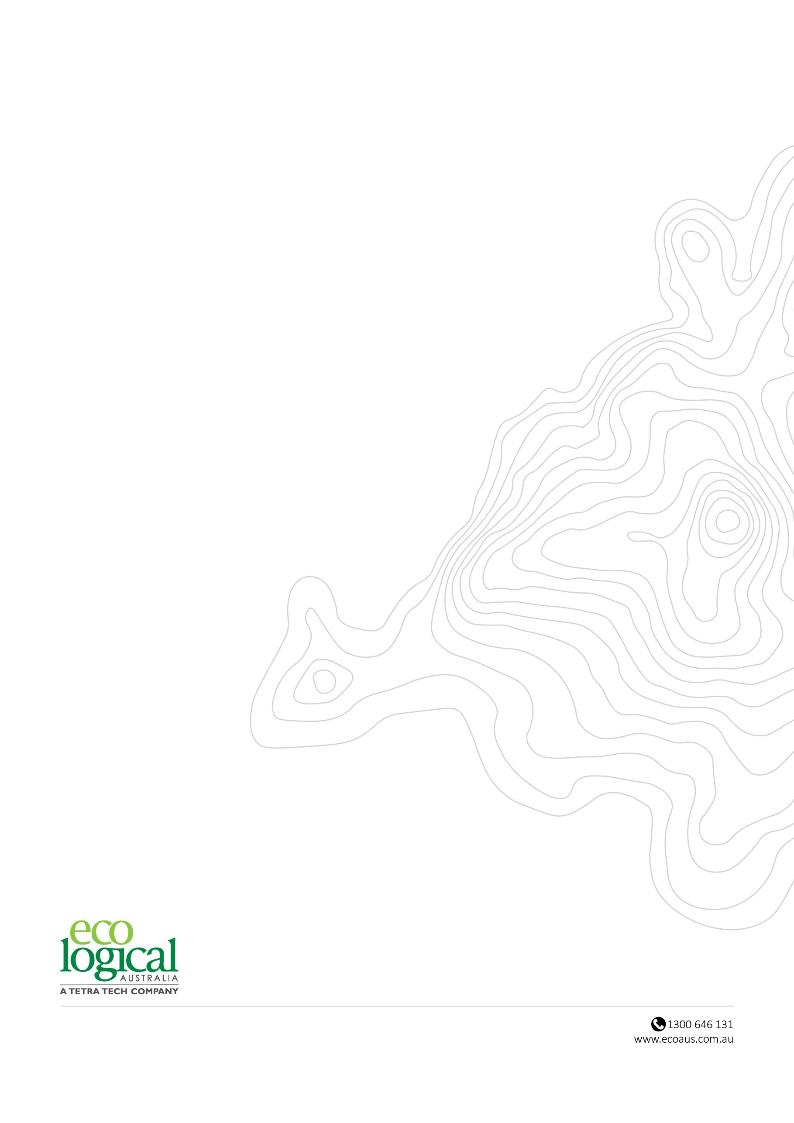 eco
logical
AUSTRALIA
A TETRA TECH COMPANY
1300 646 131
www.ecoaus.com.au